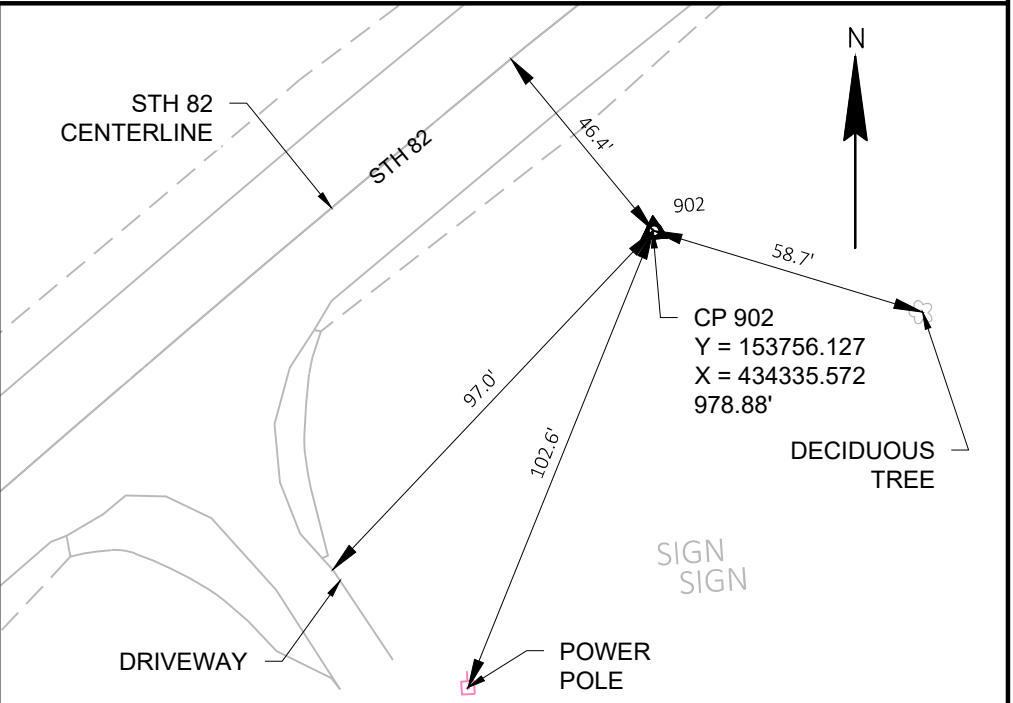 N
STH 82
CENTERLINE
STH 82
46.4'
902
58.7'
CP 902
Y = 153756.127
X = 434335.572
978.88'
97.0'
102.6'
DECIDUOUS
TREE
SIGN
SIGN
DRIVEWAY
POWER
POLE